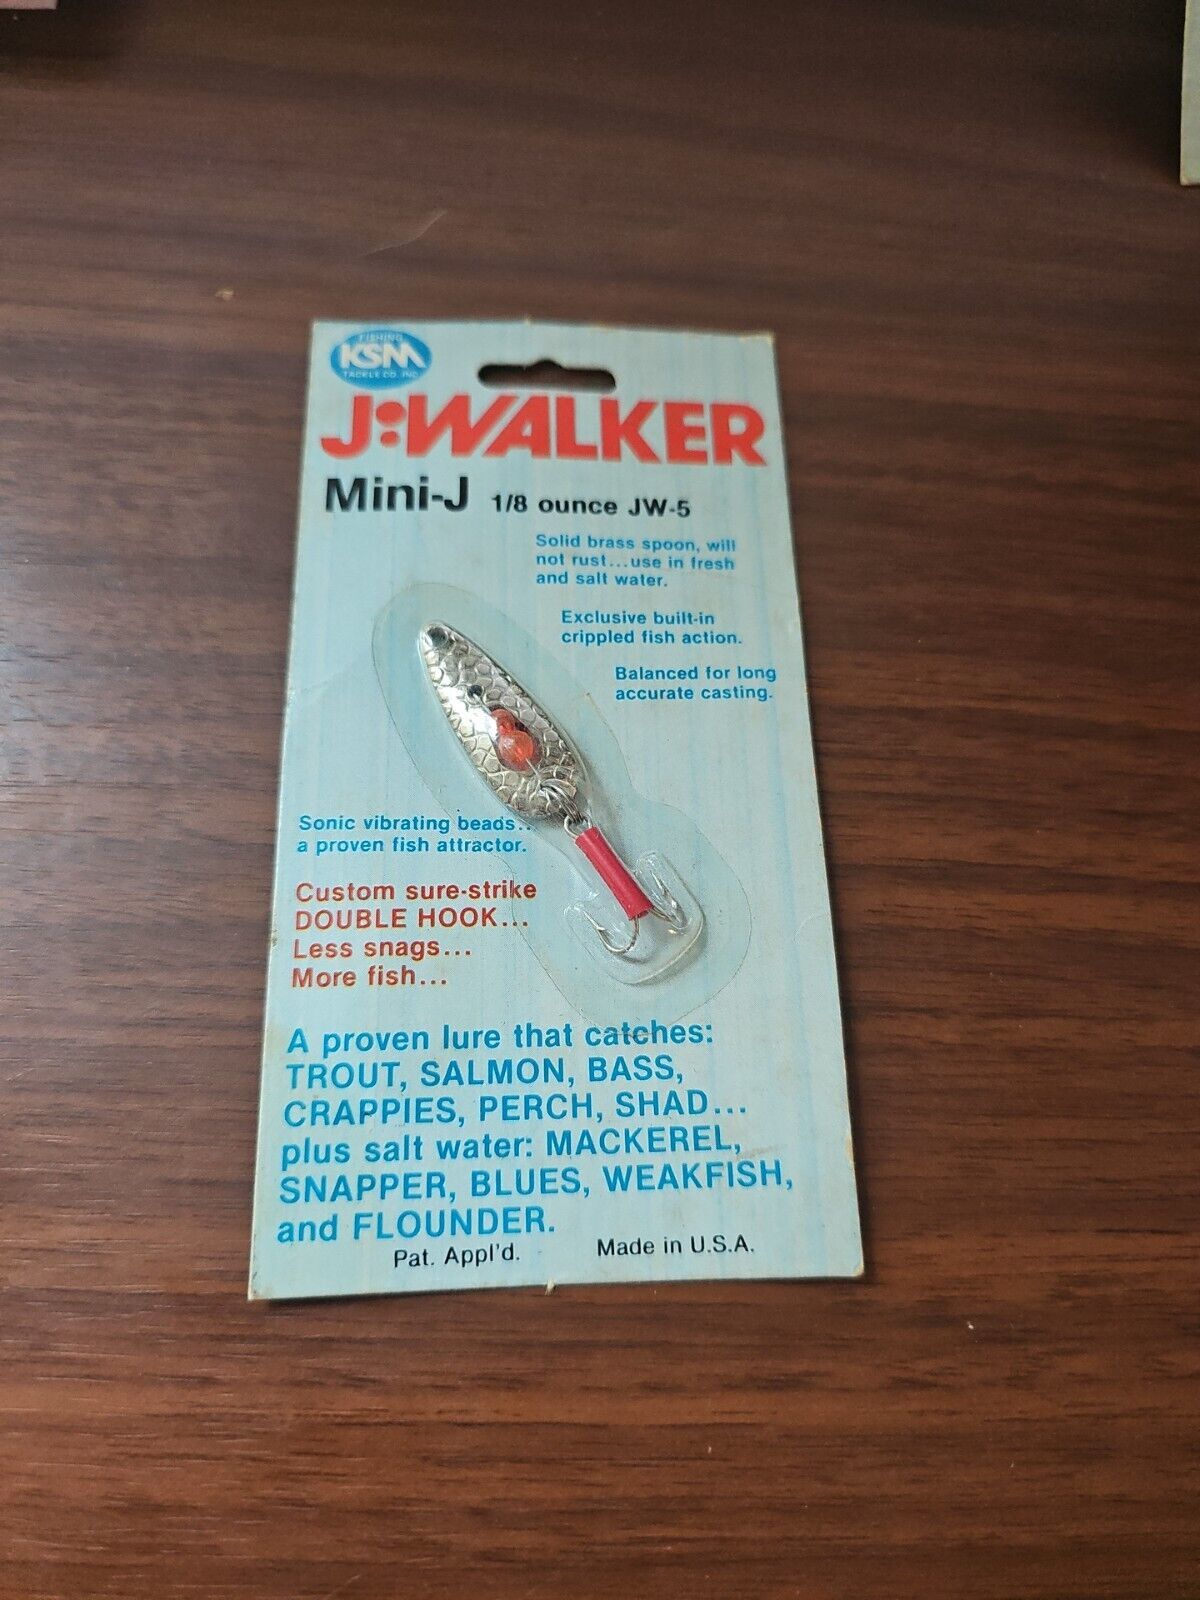 FISHING
KSM
TACKLE CO. INC.
J:WALKER
Mini-J 1/8 ounce JW-5
Solid brass spoon, will
not rust...use in fresh
and salt water.
Exclusive built-in
crippled fish action.
Balanced for long
accurate casting.
Sonic vibrating beads..
a proven fish attractor.
Custom sure-strike
DOUBLE HOOK...
Less snags...
More fish...
A proven lure that catches:
TROUT, SALMON, BASS,
CRAPPIES, PERCH, SHAD...
plus salt water: MACKEREL,
SNAPPER, BLUES, WEAKFISH,
and FLOUNDER.
Pat. Appl'd. Made in U.S.A.